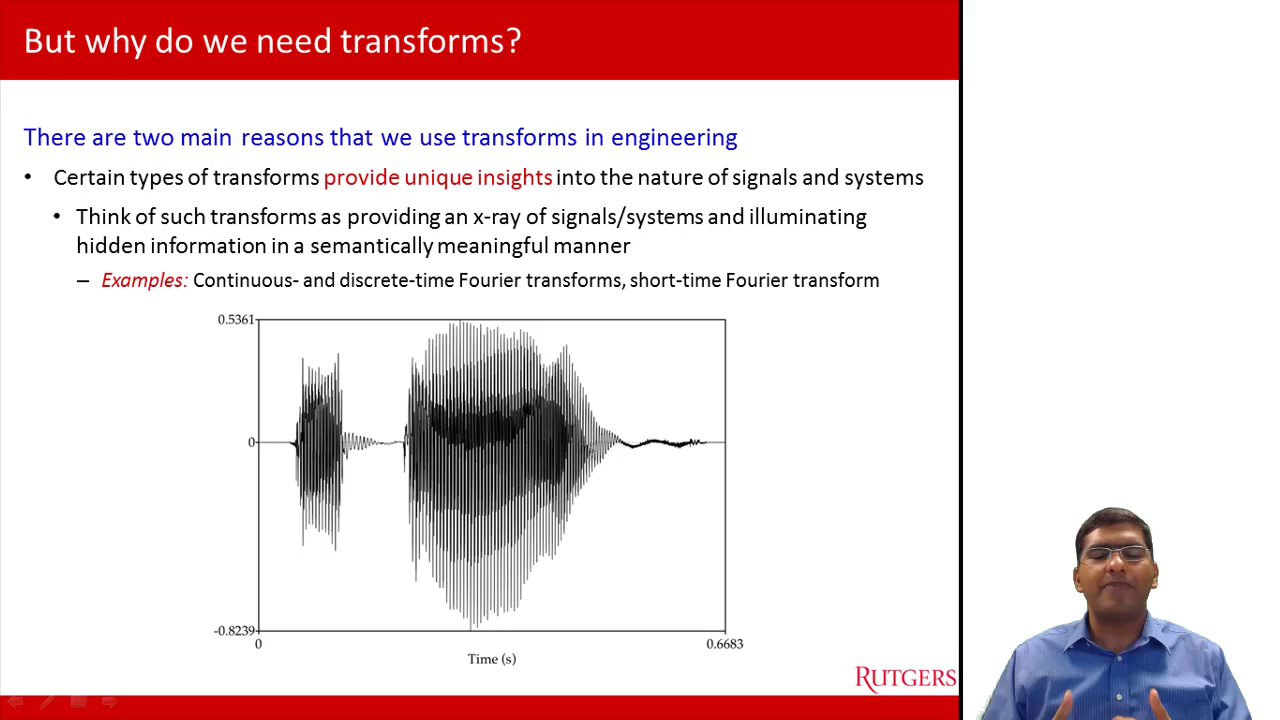 But why do we need transforms?
There are two main reasons that we use transforms in engineering
• Certain types of transforms provide unique insights into the nature of signals and systems
• Think of such transforms as providing an x-ray of signals/systems and illuminating
hidden information in a semantically meaningful manner
– Examples: Continuous- and discrete-time Fourier transforms, short-time Fourier transform
0.5361
0
-0.8239
0
0.6683
Time (s)
RUTGERS